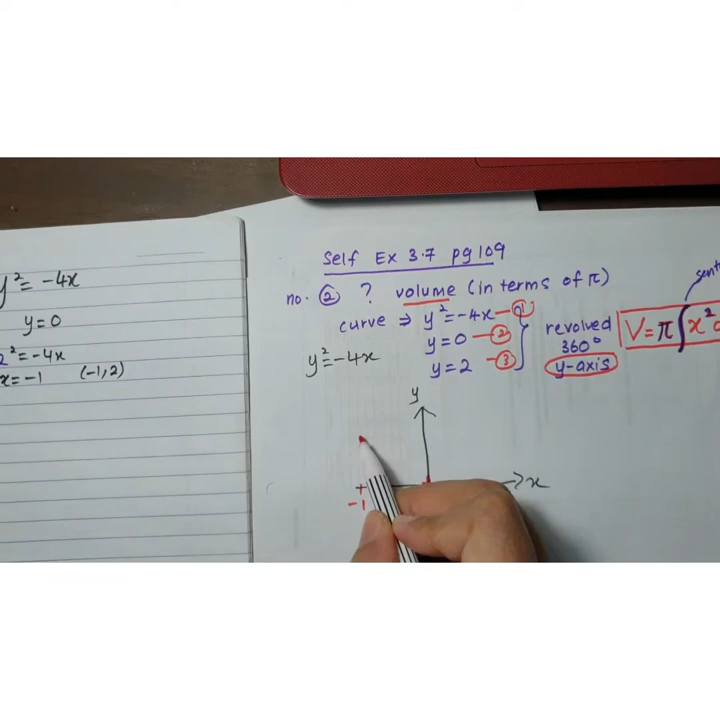 y² = -4x
y = 0
2² = -4x
x = -1 (-1, 2)
Self Ex 3.7 pg 109
no. ② ? volume (in terms of π)
curve ⇒ y² = -4x — ①
y = 0 — ②
y = 2 — ③
revolved
360°
y-axis
V = π∫x²
y² = -4x
y
x
-1